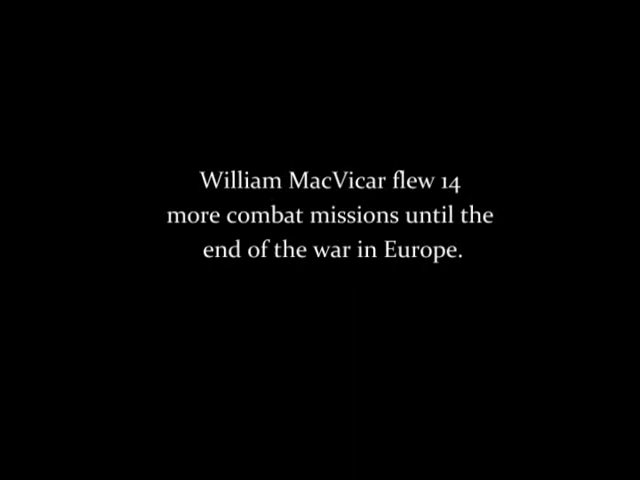 William MacVicar flew 14
more combat missions until the
end of the war in Europe.